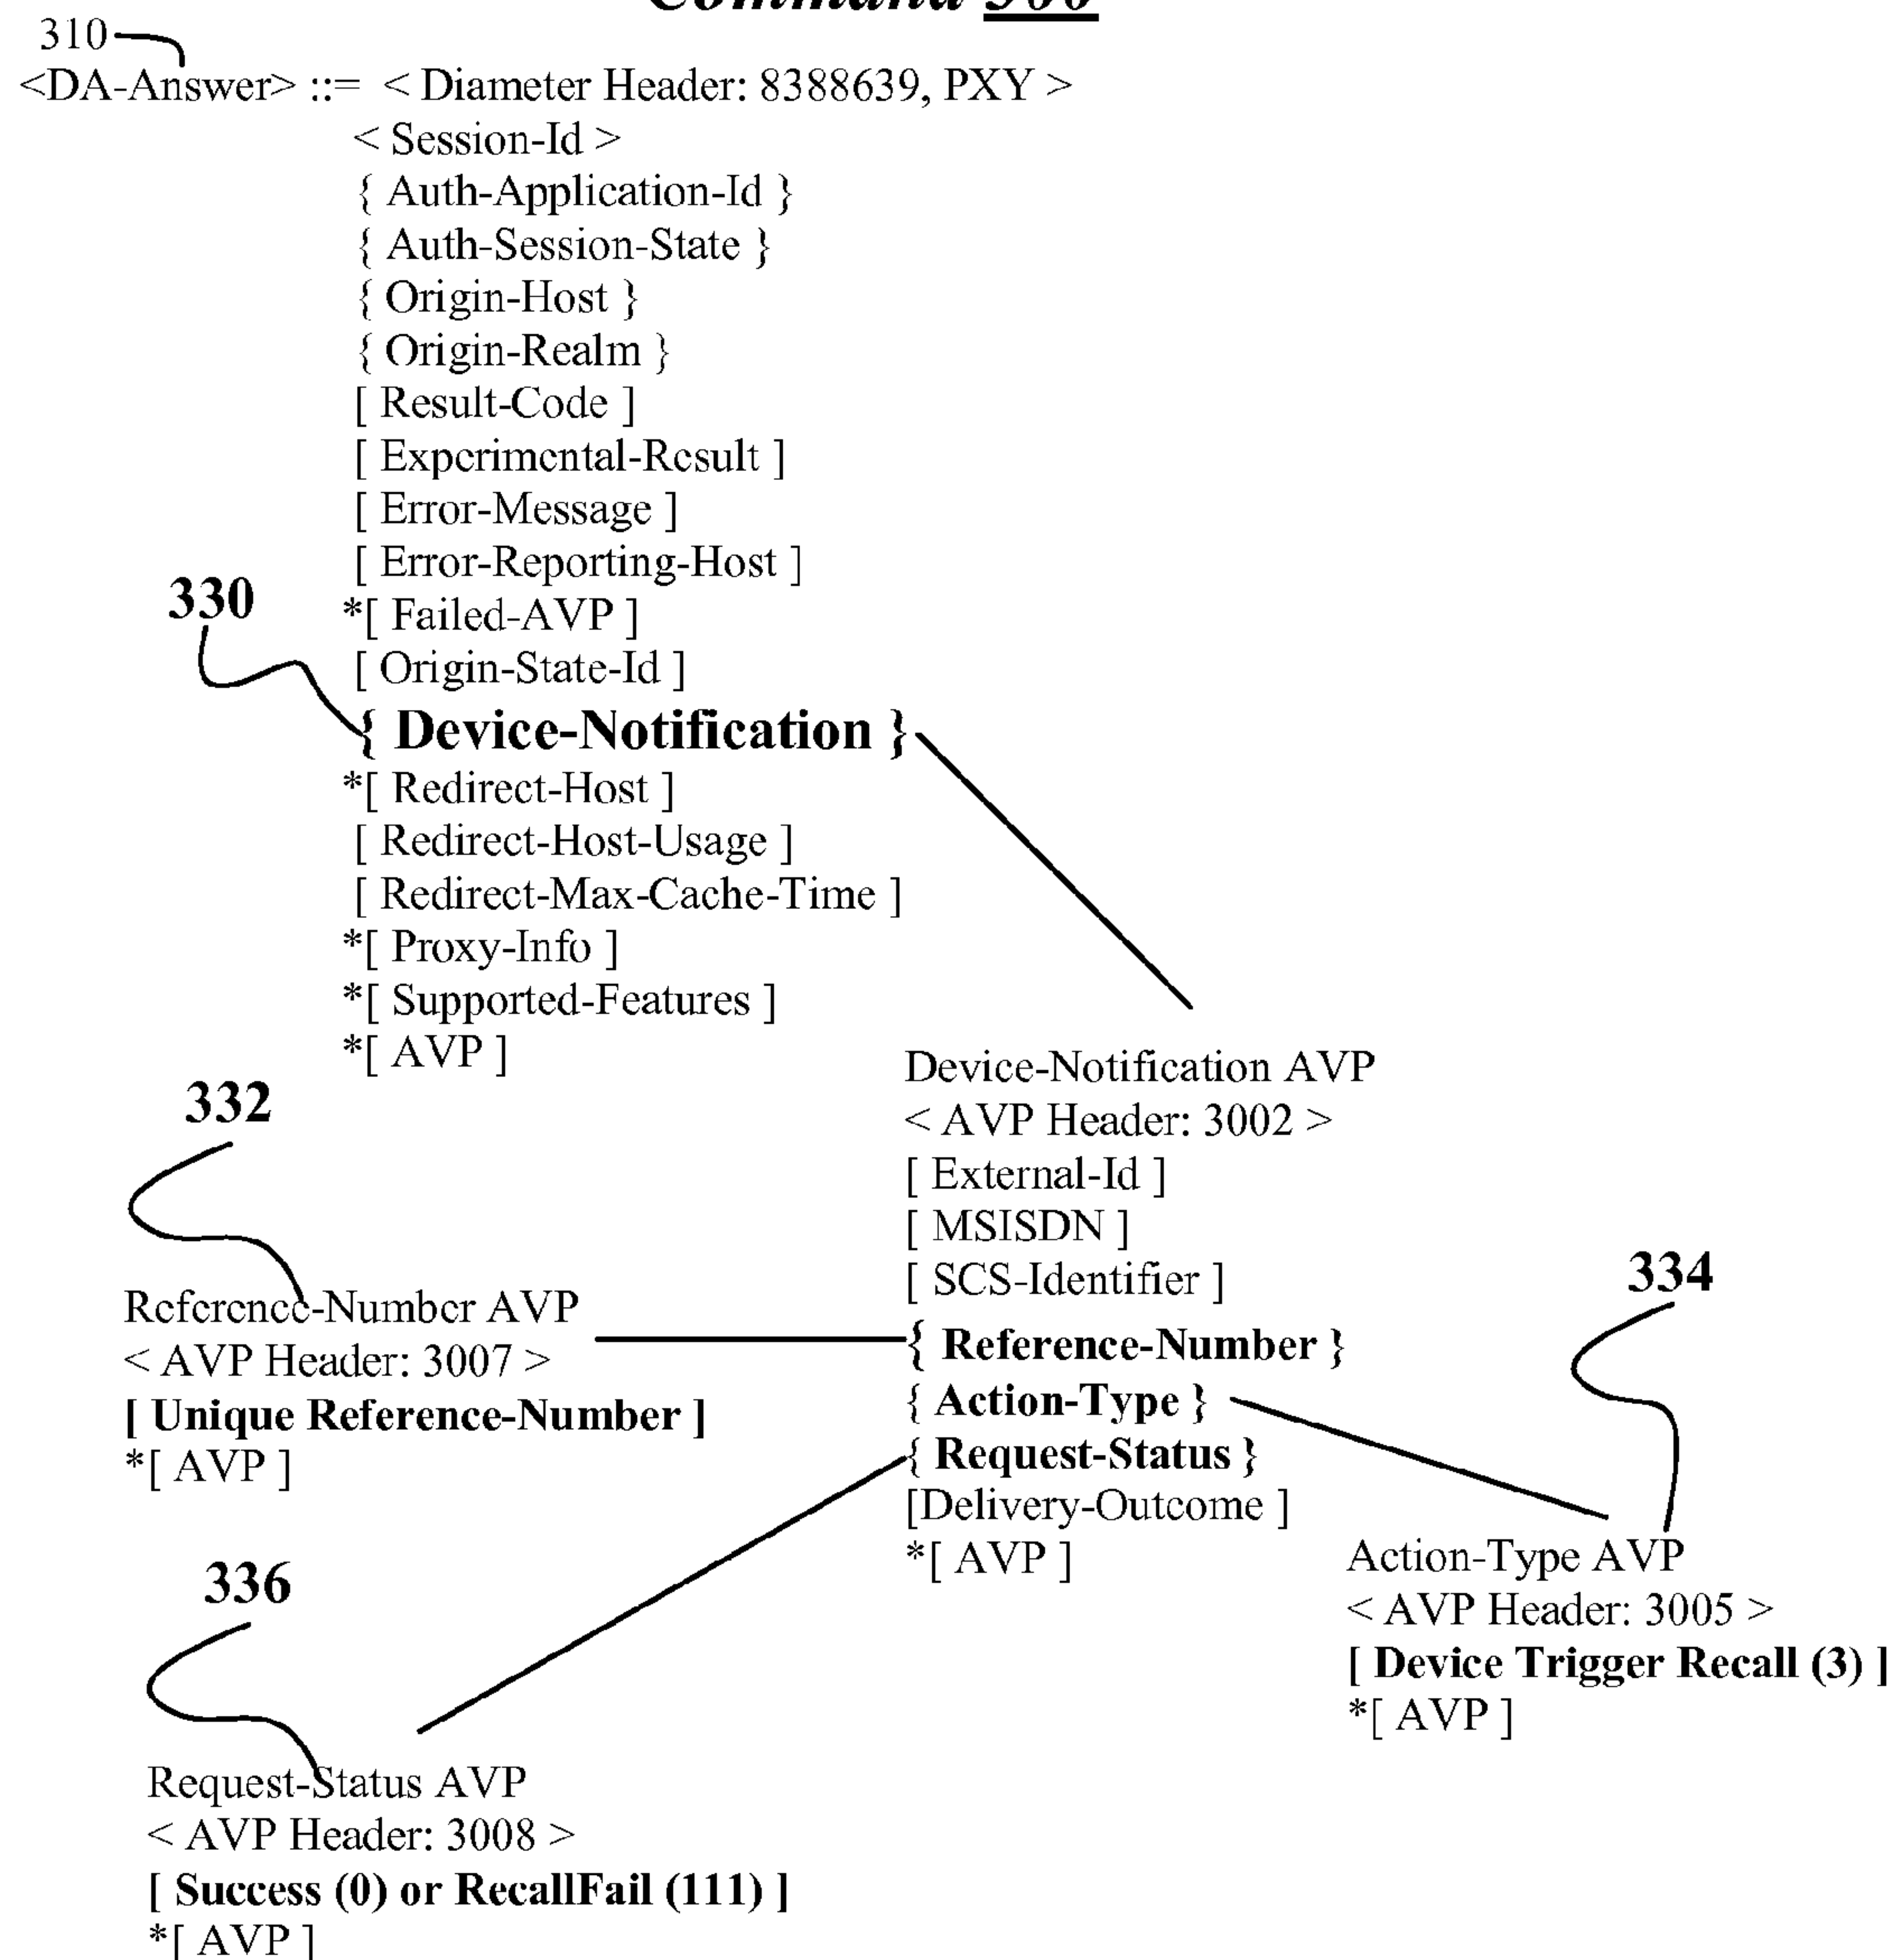 Command 300
310
<DA-Answer> ::= < Diameter Header: 8388639, PXY >
< Session-Id >
{ Auth-Application-Id }
{ Auth-Session-State }
{ Origin-Host }
{ Origin-Realm }
[ Result-Code ]
[ Experimental-Result ]
[ Error-Message ]
[ Error-Reporting-Host ]
330
*[ Failed-AVP ]
[ Origin-State-Id ]
{ Device-Notification }
*[ Redirect-Host ]
[ Redirect-Host-Usage ]
[ Redirect-Max-Cache-Time ]
*[ Proxy-Info ]
*[ Supported-Features ]
*[ AVP ]
Device-Notification AVP
< AVP Header: 3002 >
[ External-Id ]
[ MSISDN ]
[ SCS-Identifier ]
{ Reference-Number }
{ Action-Type }
{ Request-Status }
[Delivery-Outcome ]
*[ AVP ]
332
Reference-Number AVP
< AVP Header: 3007 >
[ Unique Reference-Number ]
*[ AVP ]
334
Action-Type AVP
< AVP Header: 3005 >
[ Device Trigger Recall (3) ]
*[ AVP ]
336
Request-Status AVP
< AVP Header: 3008 >
[ Success (0) or RecallFail (111) ]
*[ AVP ]